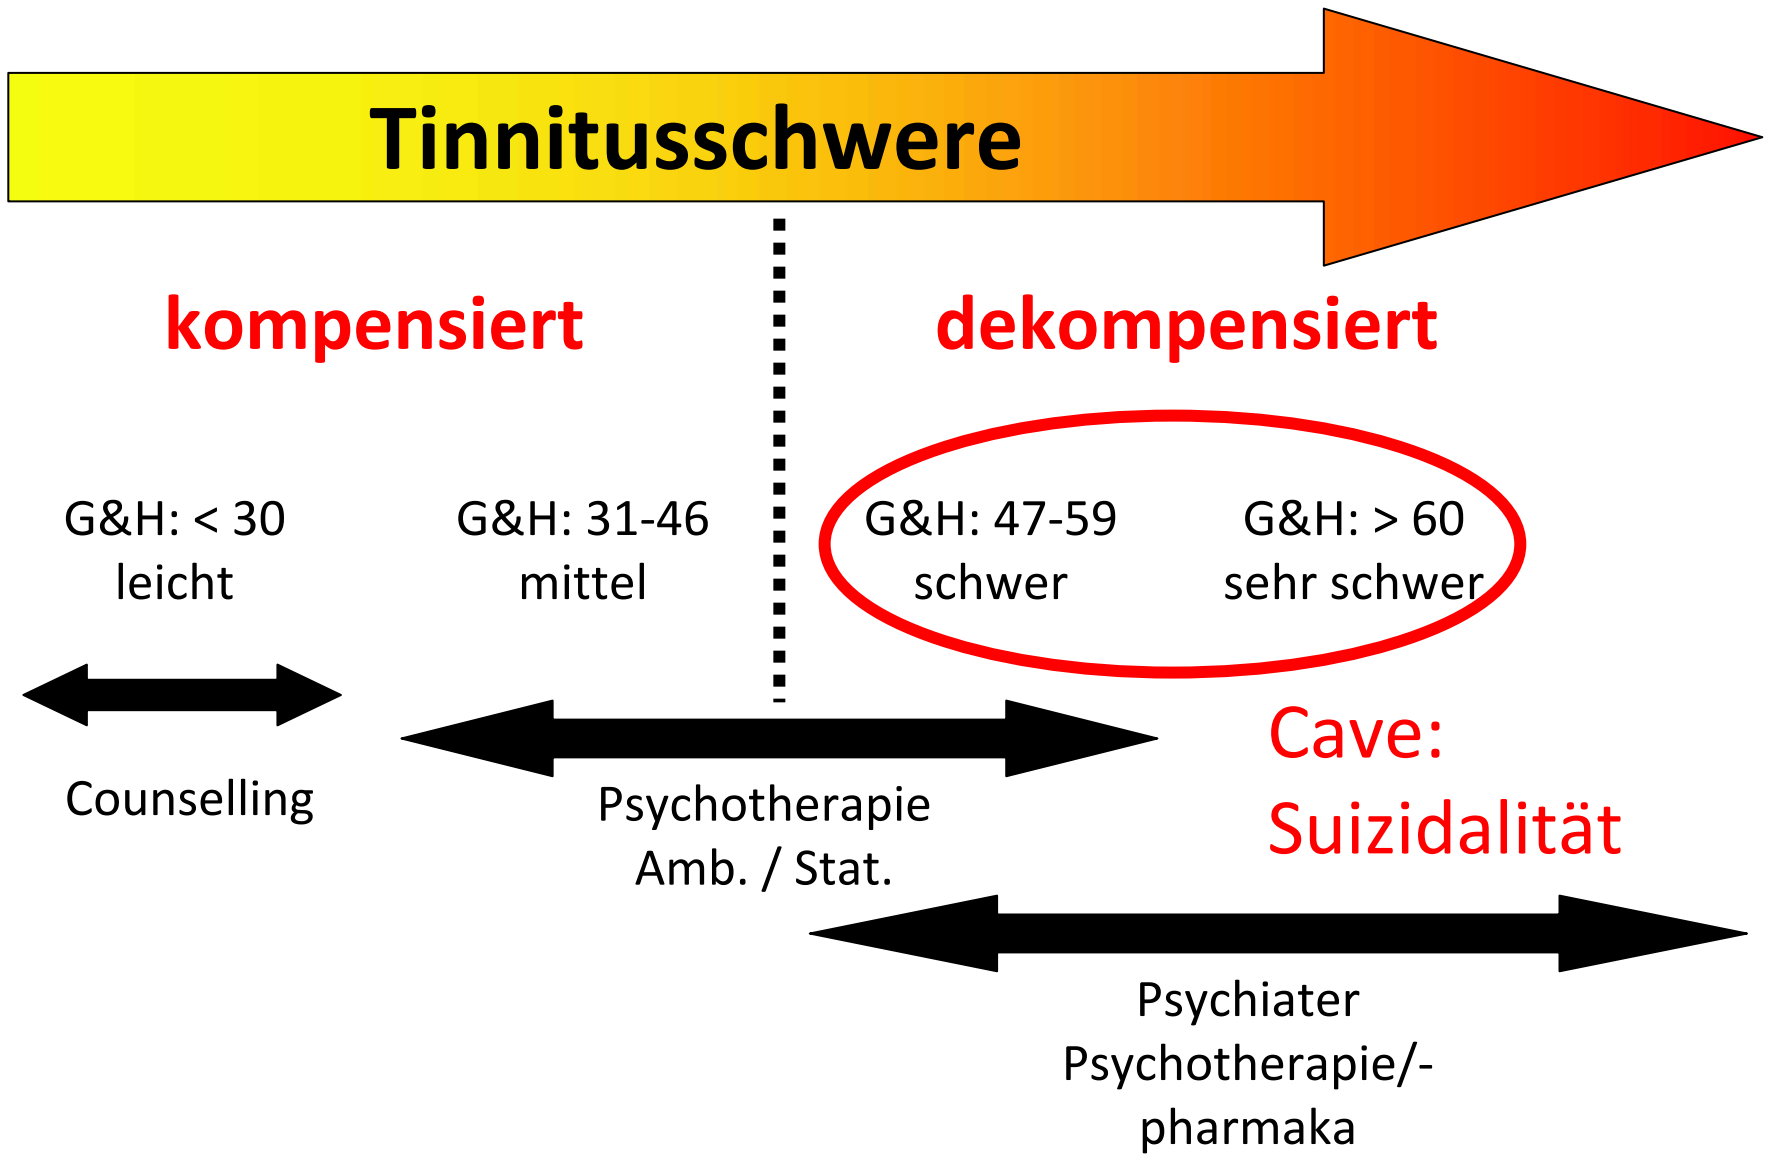 Tinnitusschwere
kompensiert
dekompensiert
G&H: < 30
leicht
G&H: 31-46
mittel
G&H: 47-59
schwer
G&H: > 60
sehr schwer
Counselling
Psychotherapie
Amb. / Stat.
Cave:
Suizidalität
Psychiater
Psychotherapie/-
pharmaka